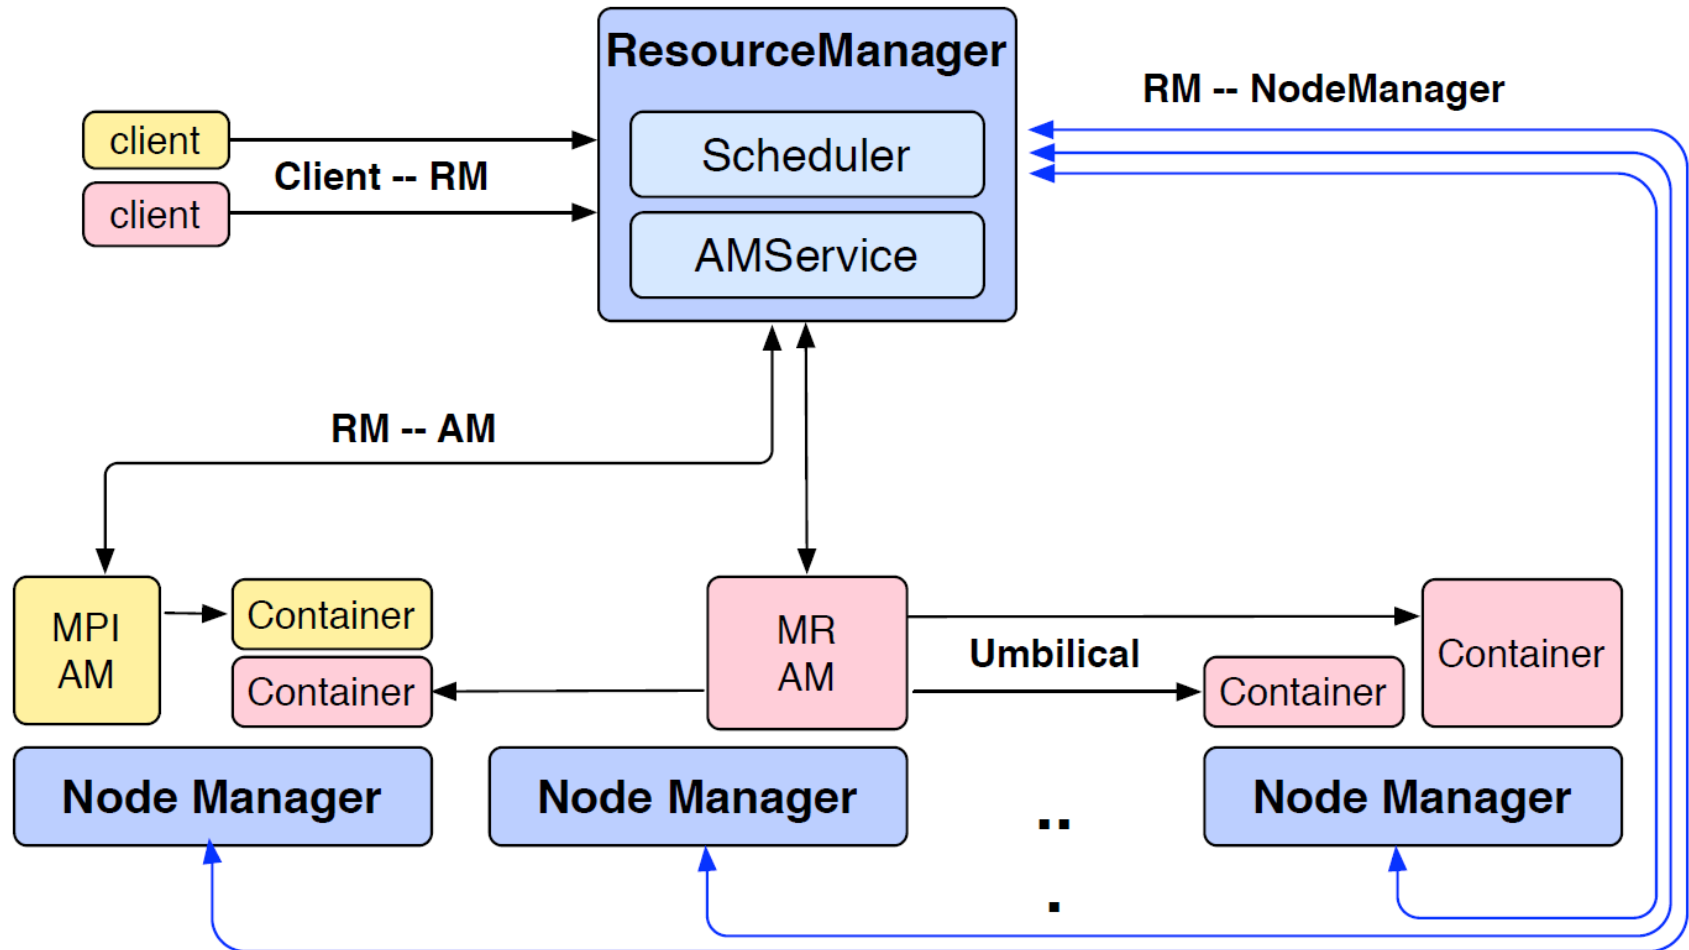 ResourceManager
RM -- NodeManager
client
Scheduler
Client -- RM
client
AMService
RM -- AM
MPI
AM
Container
Container
MR
AM
Umbilical
Container
Container
Node Manager
Node Manager
..
.
Node Manager